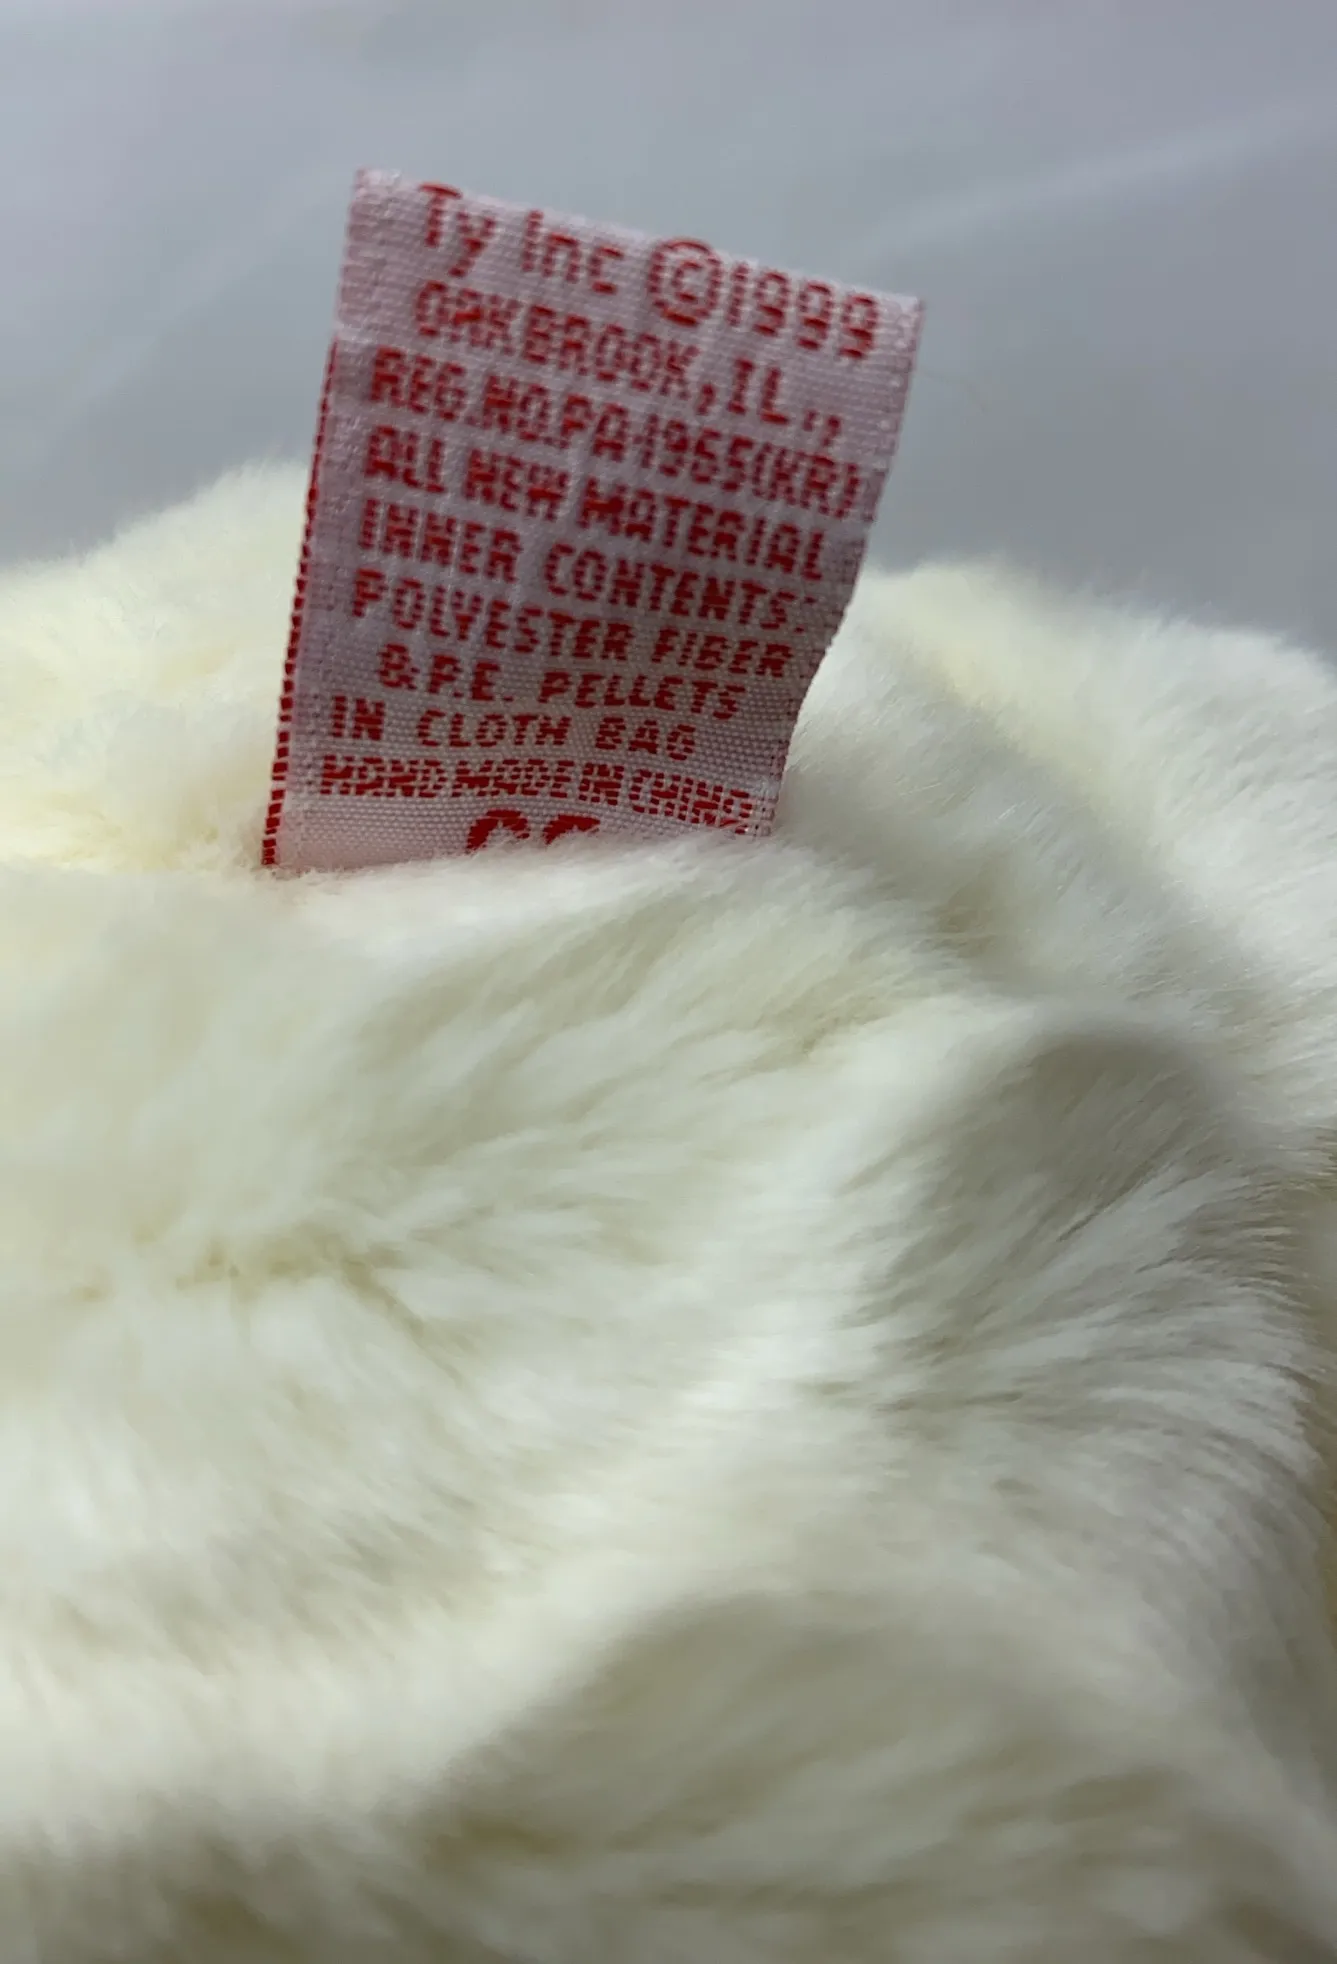 Ty Inc ©1999
OAKBROOK, IL.,
REG.NO.PA-1965(KR)
ALL NEW MATERIAL
INNER CONTENTS:
POLYESTER FIBER
&P.E. PELLETS
IN CLOTH BAG
HAND MADE IN CHINA